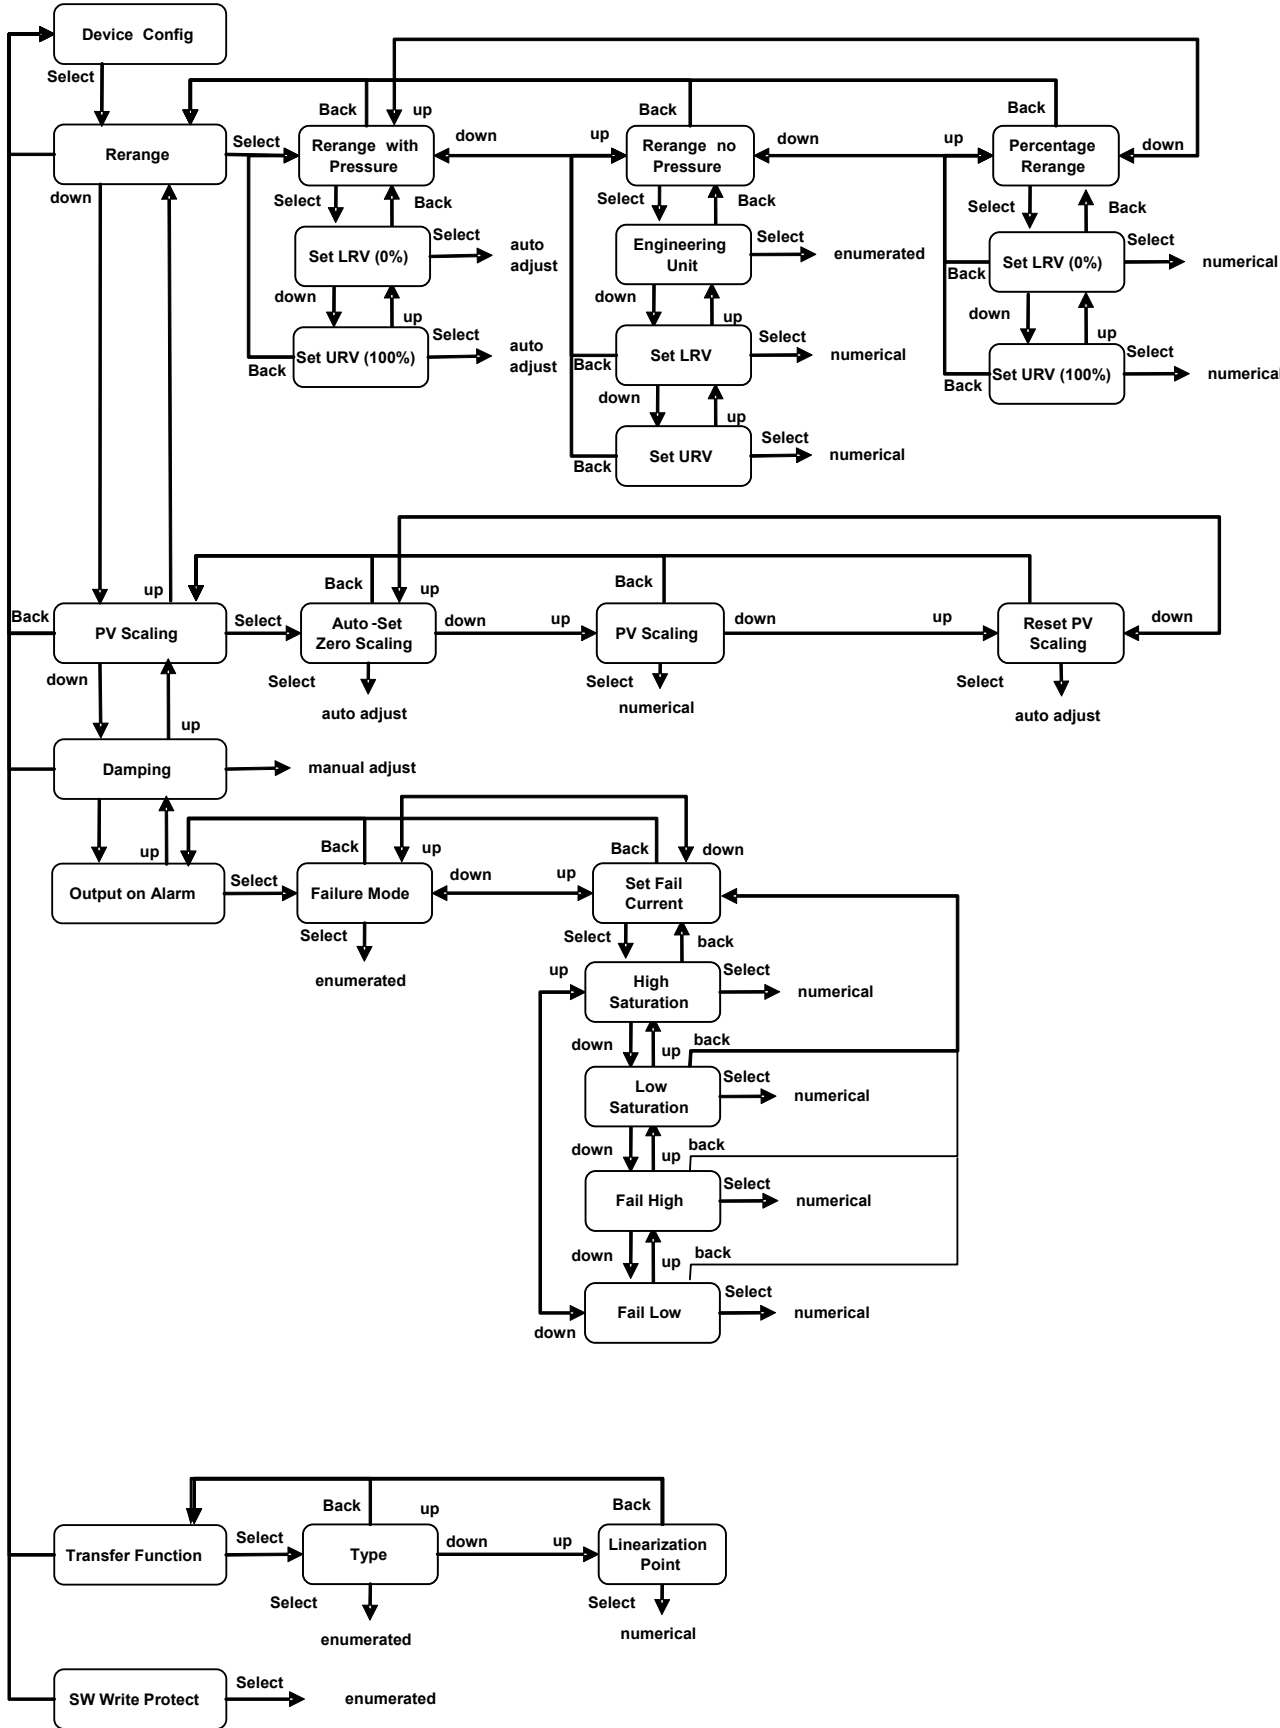 Device Config
Select
Back
up
Back
Back
Rerange
Select
Rerange with
Pressure
down
up
Rerange no
Pressure
down
up
Percentage
Rerange
down
down
Select
Back
Select
Back
Select
Back
Set LRV (0%)
Select
auto
adjust
Engineering
Unit
Select
enumerated
Back
Set LRV (0%)
Select
numerical
down
up
down
up
down
up
Back
Set URV (100%)
Select
auto
adjust
Back
Set LRV
Select
numerical
Back
Set URV (100%)
Select
numerical
down
up
Back
Set URV
Select
numerical
up
Back
up
Back
Back
PV Scaling
Select
Auto -Set
Zero Scaling
down
up
PV Scaling
down
up
Reset PV
Scaling
down
down
Select
auto adjust
Select
numerical
Select
auto adjust
up
Damping
manual adjust
up
Back
up
Back
down
Output on Alarm
Select
Failure Mode
down
up
Set Fail
Current
Select
enumerated
Select
back
up
High
Saturation
Select
numerical
down
up
back
Low
Saturation
Select
numerical
down
up
back
Fail High
Select
numerical
down
up
back
Fail Low
Select
numerical
down
Back
up
Back
Transfer Function
Select
Type
down
up
Linearization
Point
Select
enumerated
Select
numerical
SW Write Protect
Select
enumerated